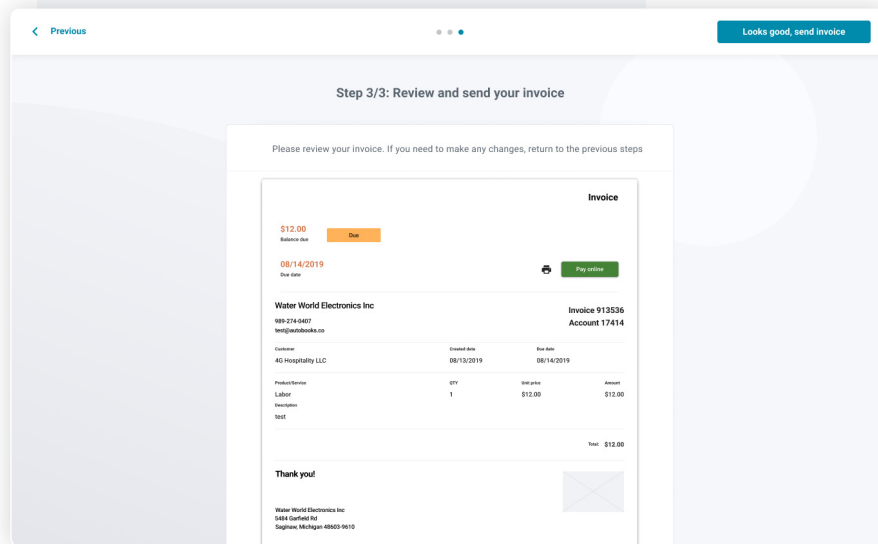 Previous
Looks good, send invoice
Step 3/3: Review and send your invoice
Please review your invoice. If you need to make any changes, return to the previous steps
Invoice
$12.00
Balance due
Due
08/14/2019
Due date
Pay online
Water World Electronics Inc
989-274-0407
test@autobooks.co
Invoice 913536
Account 17414
Customer Created date Due date
4G Hospitality LLC 08/13/2019 08/14/2019
Product/Service QTY Unit price Amount
Labor 1 $12.00 $12.00
Description
test
Total: $12.00
Thank you!
Water World Electronics Inc
5484 Garfield Rd
Saginaw, Michigan 48603-9610